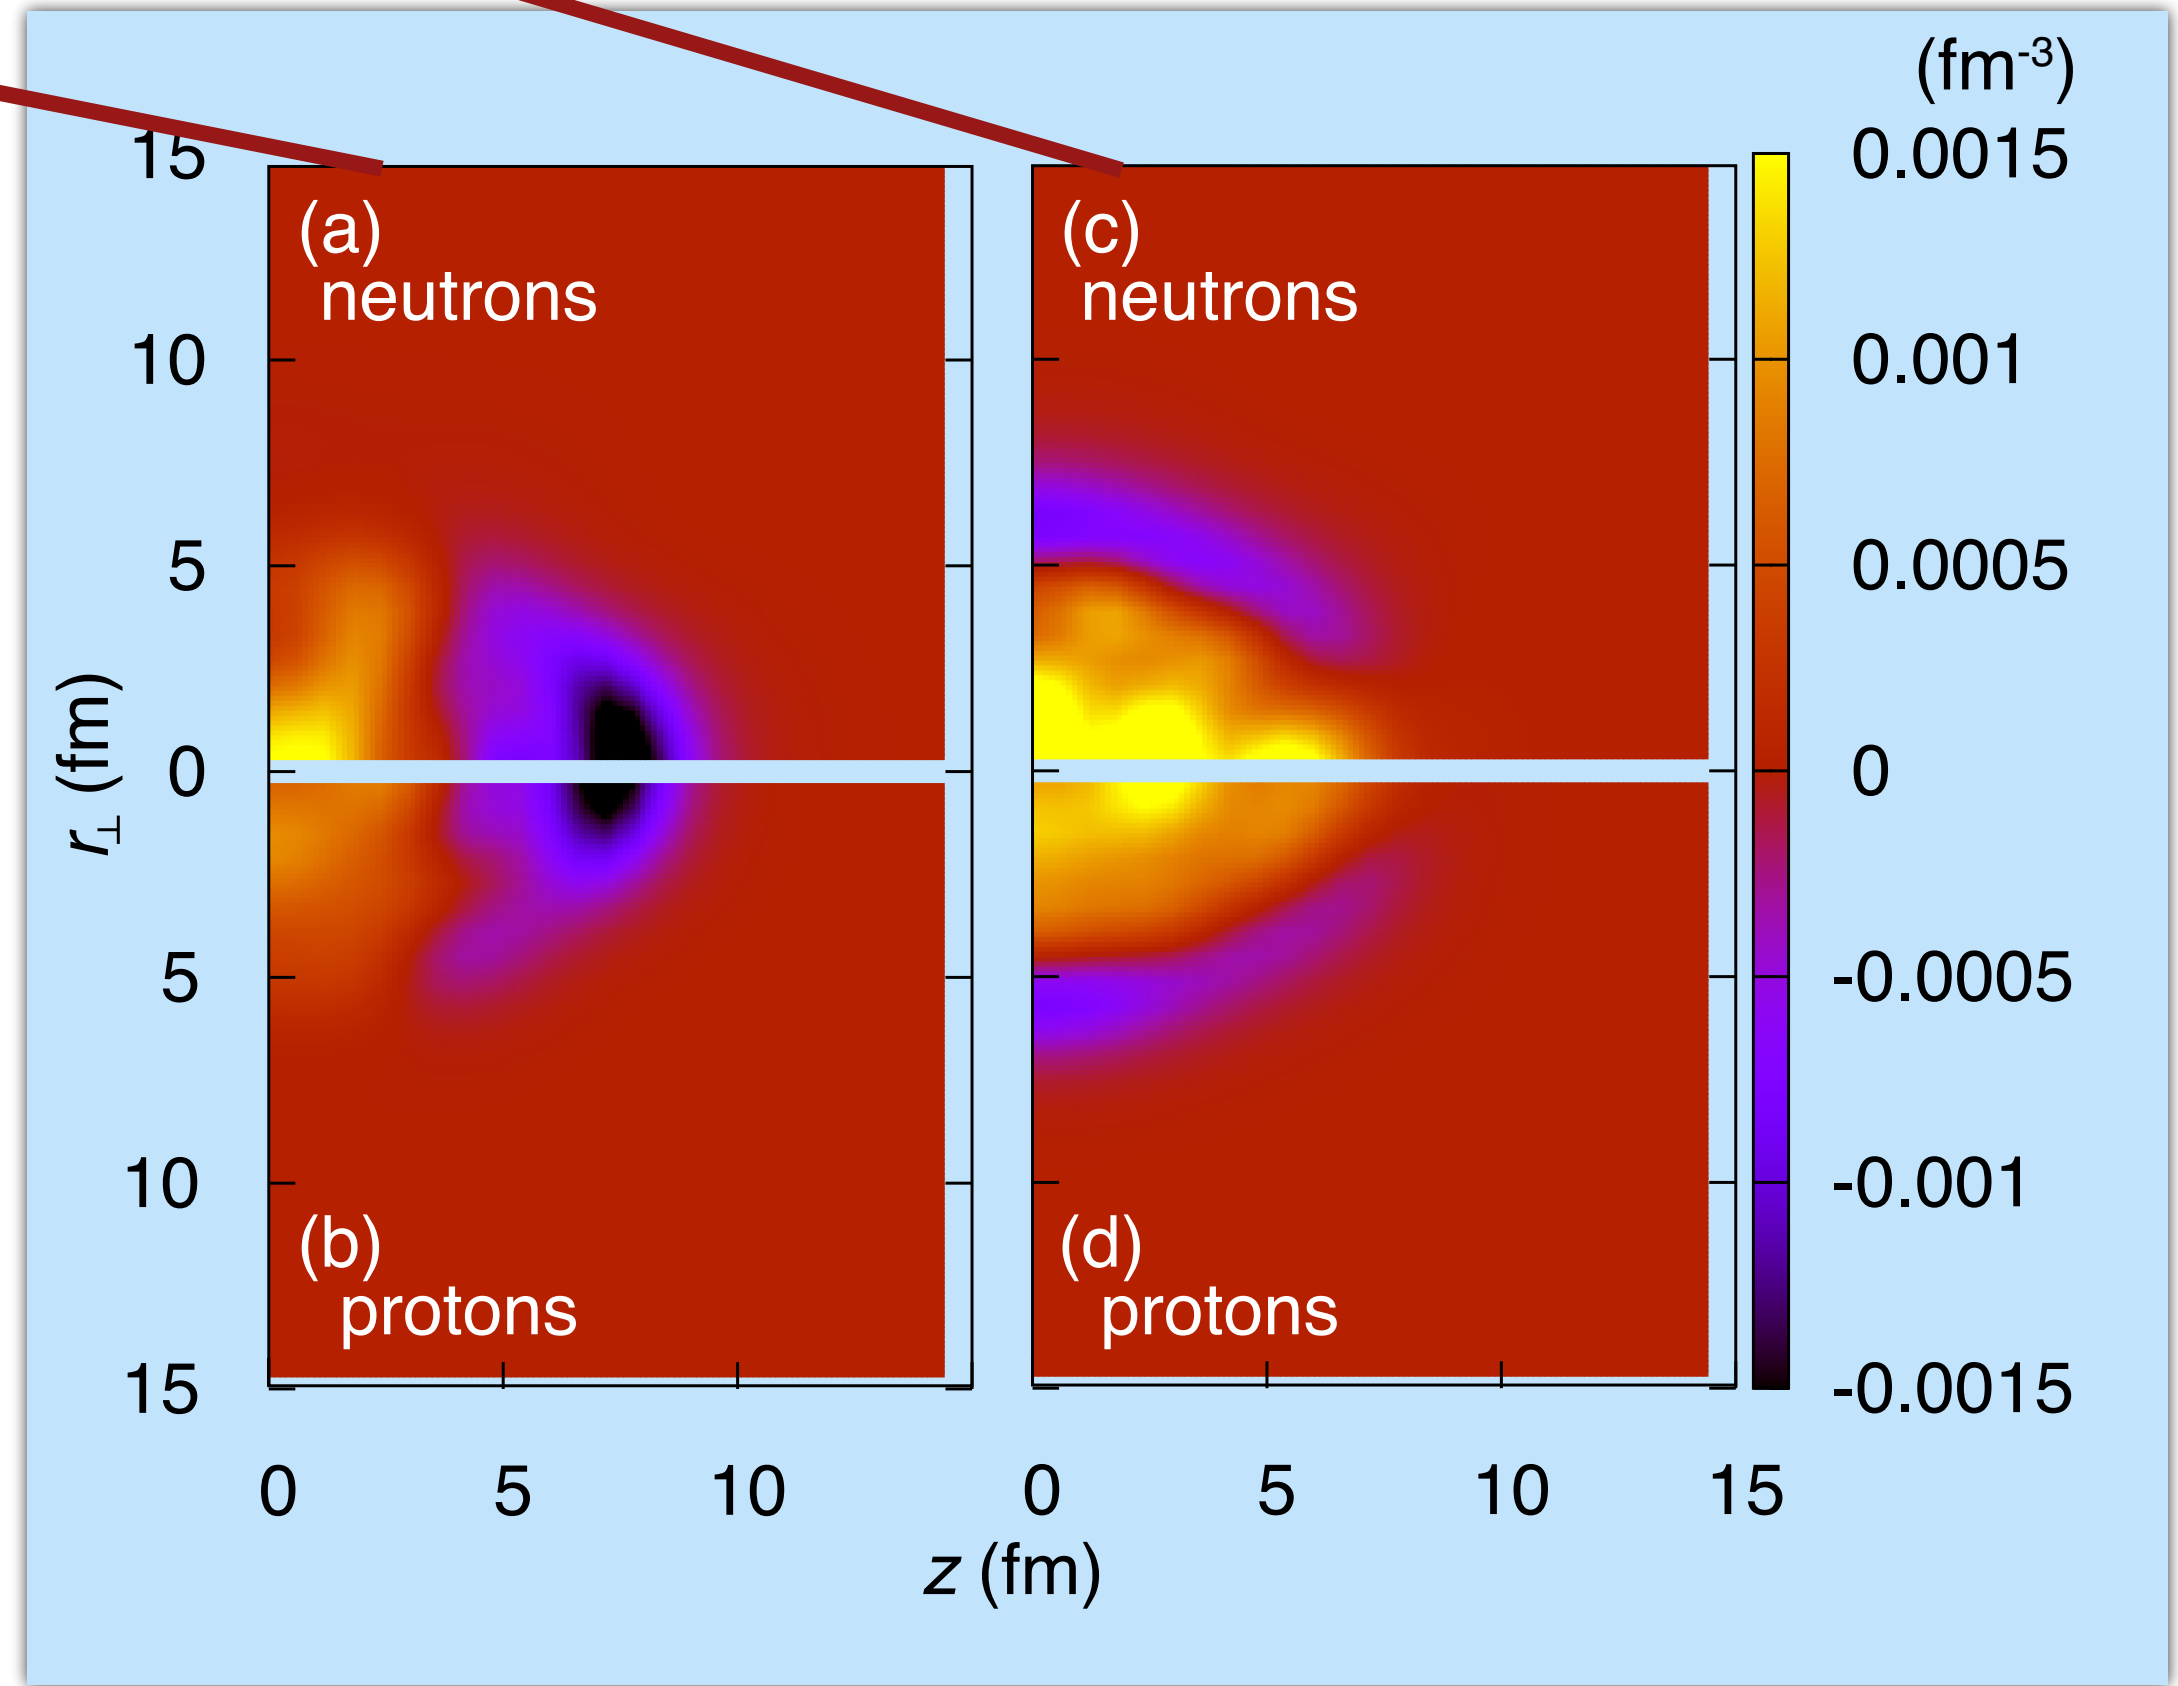 (fm⁻³)
15
10
5
0
5
10
15
r⊥ (fm)
(a)
neutrons
(b)
protons
(c)
neutrons
(d)
protons
0.0015
0.001
0.0005
0
-0.0005
-0.001
-0.0015
0 5 10 0 5 10 15
z (fm)